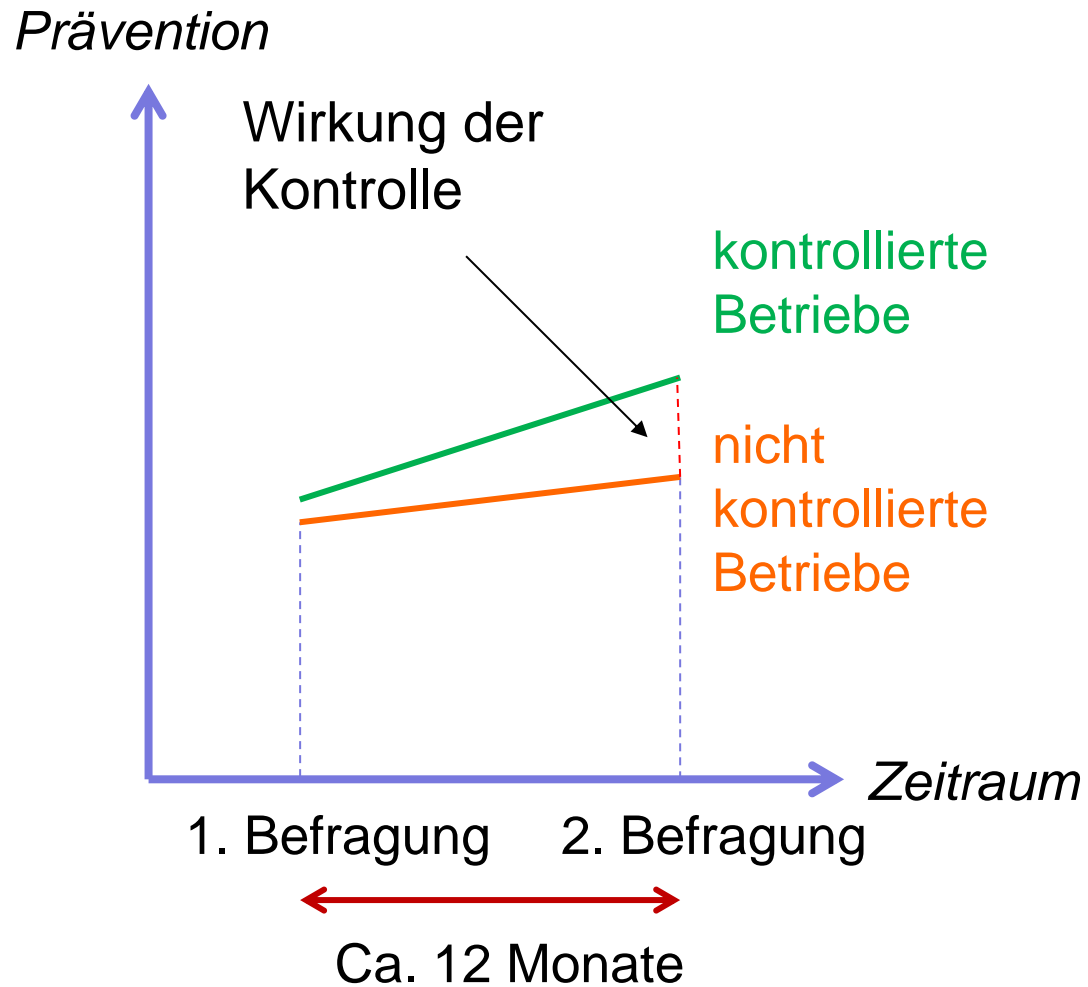 Prävention
Wirkung der
Kontrolle
kontrollierte
Betriebe
nicht
kontrollierte
Betriebe
Zeitraum
1. Befragung
2. Befragung
Ca. 12 Monate